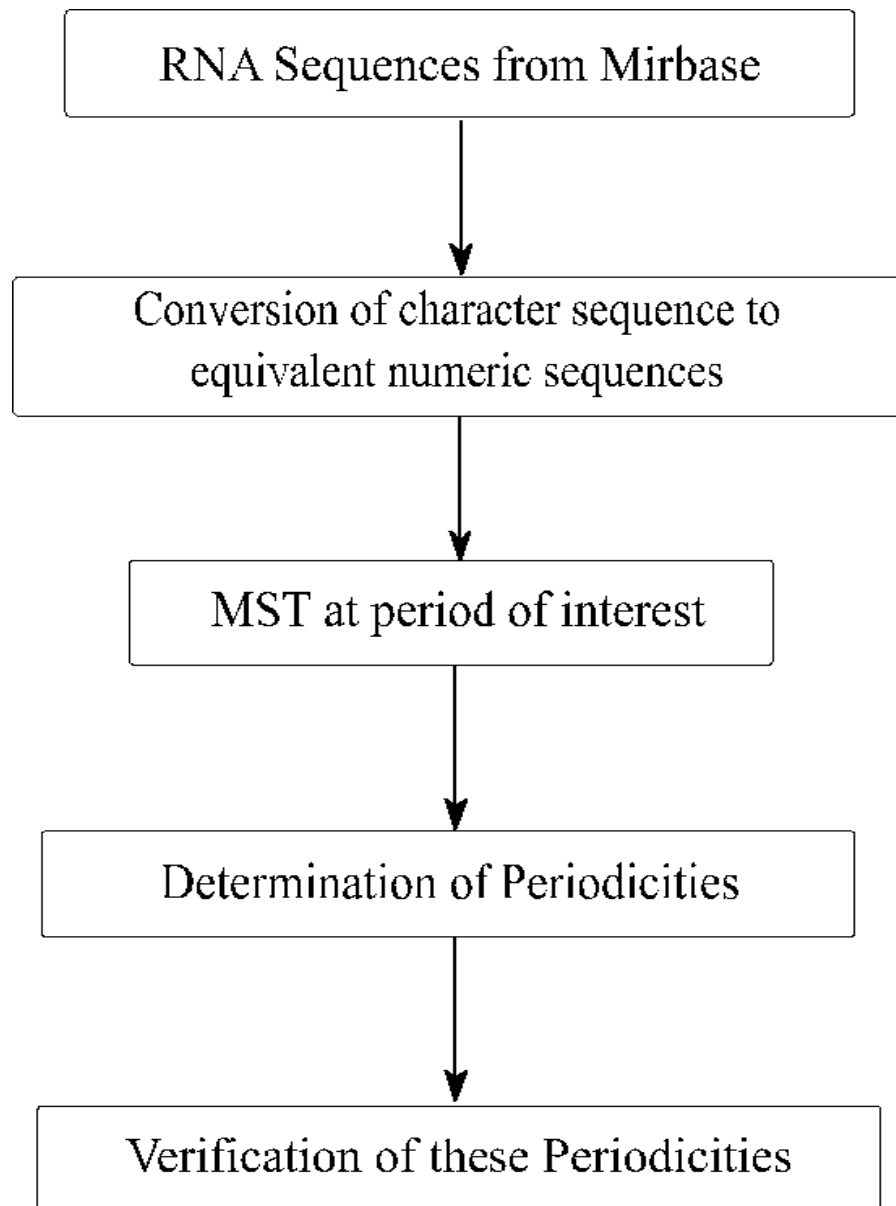 RNA Sequences from Mirbase
Conversion of character sequence to
equivalent numeric sequences
MST at period of interest
Determination of Periodicities
Verification of these Periodicities